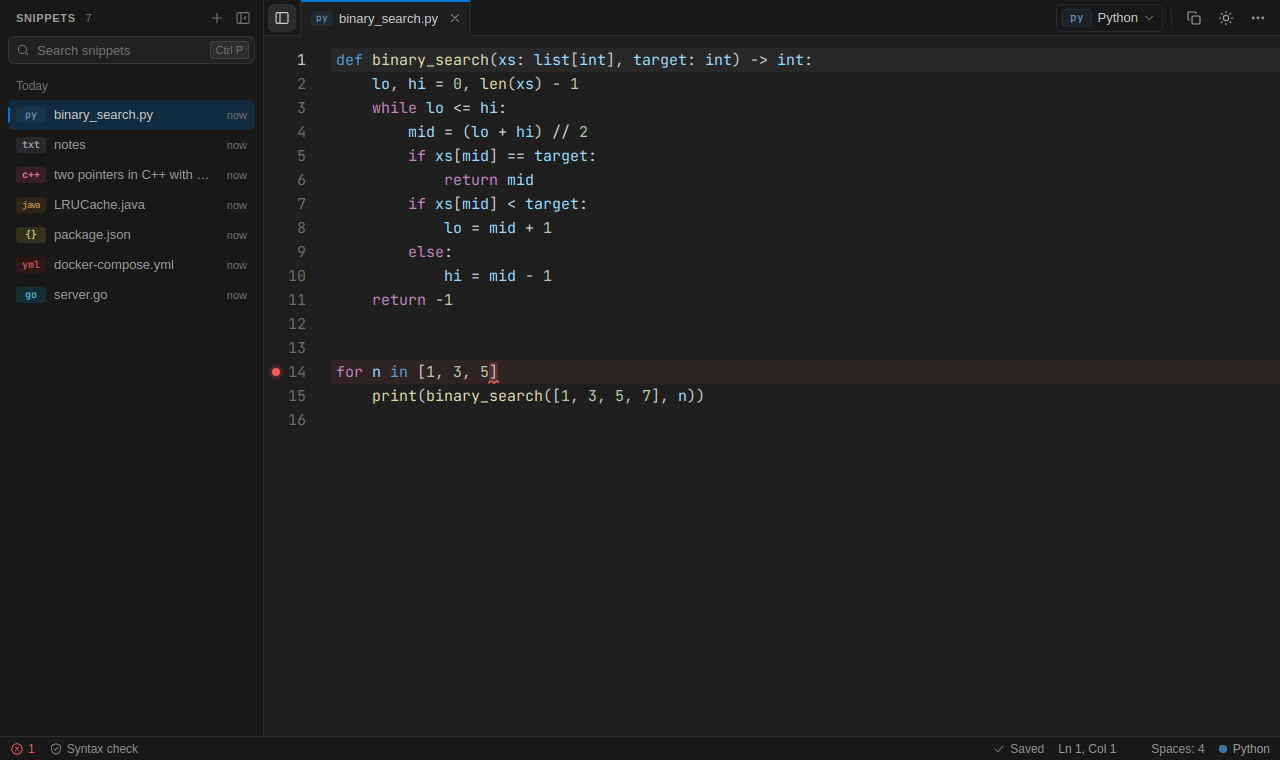 SNIPPETS 7
Search snippets Ctrl P
Today
py binary_search.py now
txt notes now
c++ two pointers in C++ with … now
java LRUCache.java now
{} package.json now
yml docker-compose.yml now
go server.go now
py binary_search.py
py Python
1 def binary_search(xs: list[int], target: int) -> int:
2     lo, hi = 0, len(xs) - 1
3     while lo <= hi:
4         mid = (lo + hi) // 2
5         if xs[mid] == target:
6             return mid
7         if xs[mid] < target:
8             lo = mid + 1
9         else:
10             hi = mid - 1
11     return -1
12
13
14 for n in [1, 3, 5]
15     print(binary_search([1, 3, 5, 7], n))
16
1 Syntax check Saved Ln 1, Col 1 Spaces: 4 Python